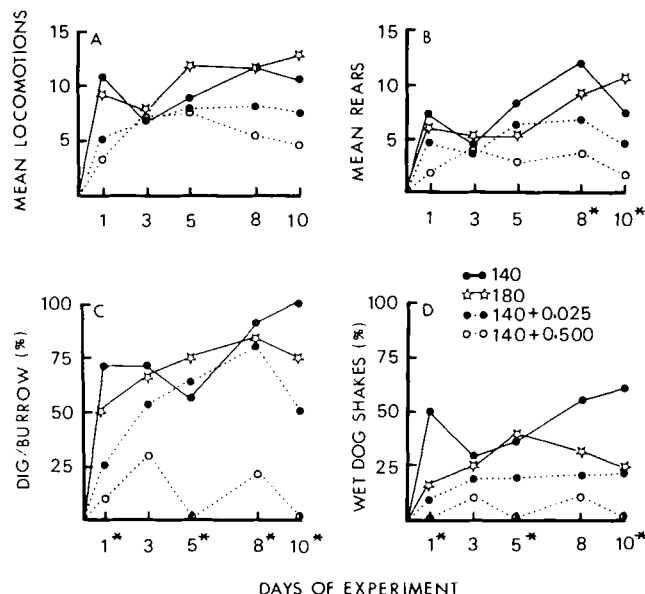 15
A
10
5
MEAN LOCOMOTIONS
1 3 5 8 10
15
B
10
5
MEAN REARS
1 3 5 8* 10*
100
C
75
50
25
DIG/BURROW (%)
1* 3 5* 8* 10*
140
180
140+0.025
140+0.500
100
D
75
50
25
WET DOG SHAKES (%)
1* 3 5* 8 10*
DAYS OF EXPERIMENT